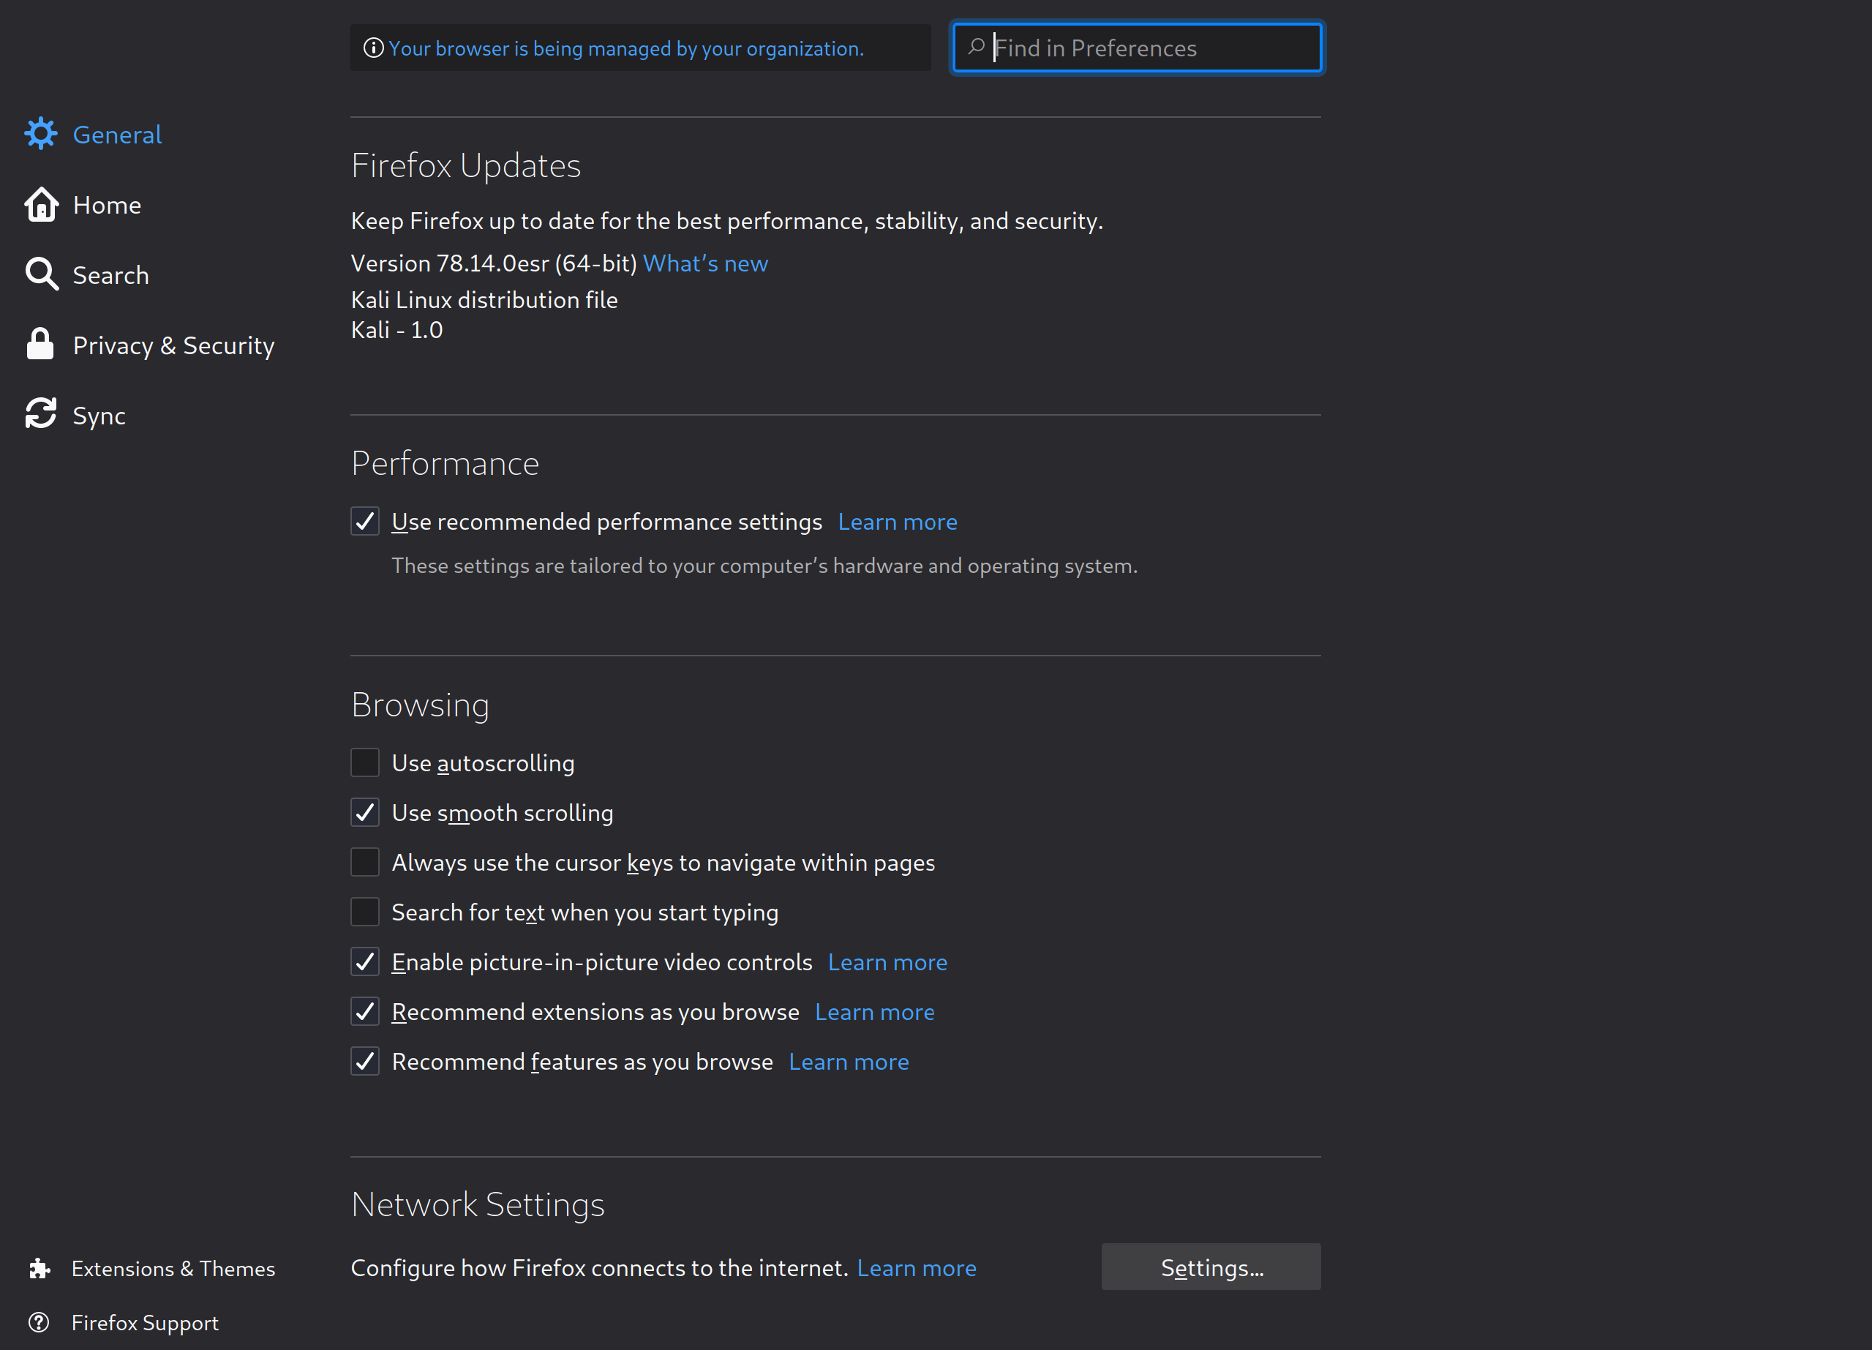 Your browser is being managed by your organization.
Find in Preferences
General
Home
Search
Privacy & Security
Sync
Firefox Updates
Keep Firefox up to date for the best performance, stability, and security.
Version 78.14.0esr (64-bit) What's new
Kali Linux distribution file
Kali - 1.0
Performance
Use recommended performance settings Learn more
These settings are tailored to your computer's hardware and operating system.
Browsing
Use autoscrolling
Use smooth scrolling
Always use the cursor keys to navigate within pages
Search for text when you start typing
Enable picture-in-picture video controls Learn more
Recommend extensions as you browse Learn more
Recommend features as you browse Learn more
Network Settings
Configure how Firefox connects to the internet. Learn more
Settings...
Extensions & Themes
Firefox Support